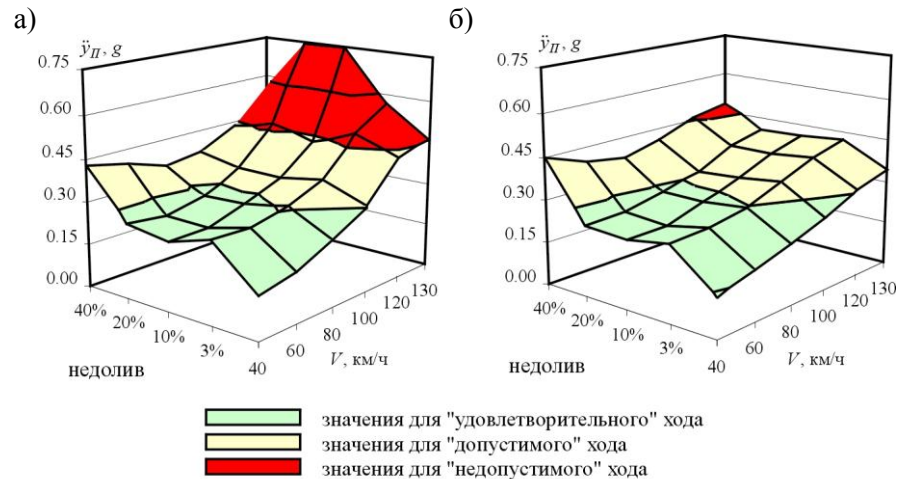 а)
б)
ÿП, g
0.75
0.60
0.45
0.30
0.15
0.00
40%
20%
10%
3%
40
60
80
100
120
130
недолив
V, км/ч
ÿП, g
0.75
0.60
0.45
0.30
0.15
0.00
40%
20%
10%
3%
40
60
80
100
120
130
недолив
V, км/ч
значения для "удовлетворительного" хода
значения для "допустимого" хода
значения для "недопустимого" хода